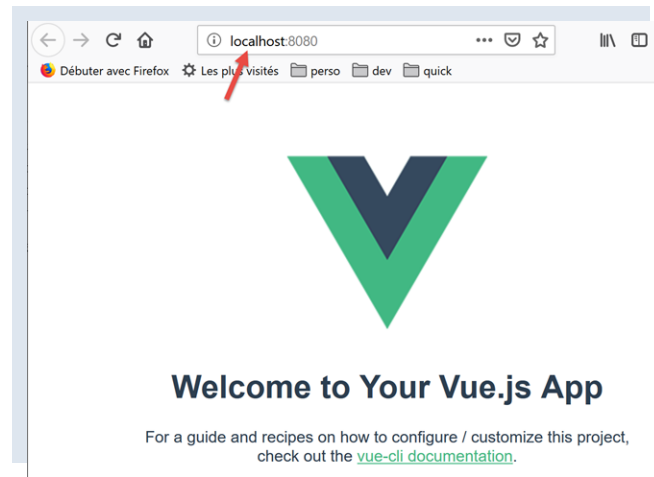 localhost:8080
Débuter avec Firefox Les plus visités perso dev quick
Welcome to Your Vue.js App
For a guide and recipes on how to configure / customize this project,
check out the vue-cli documentation.